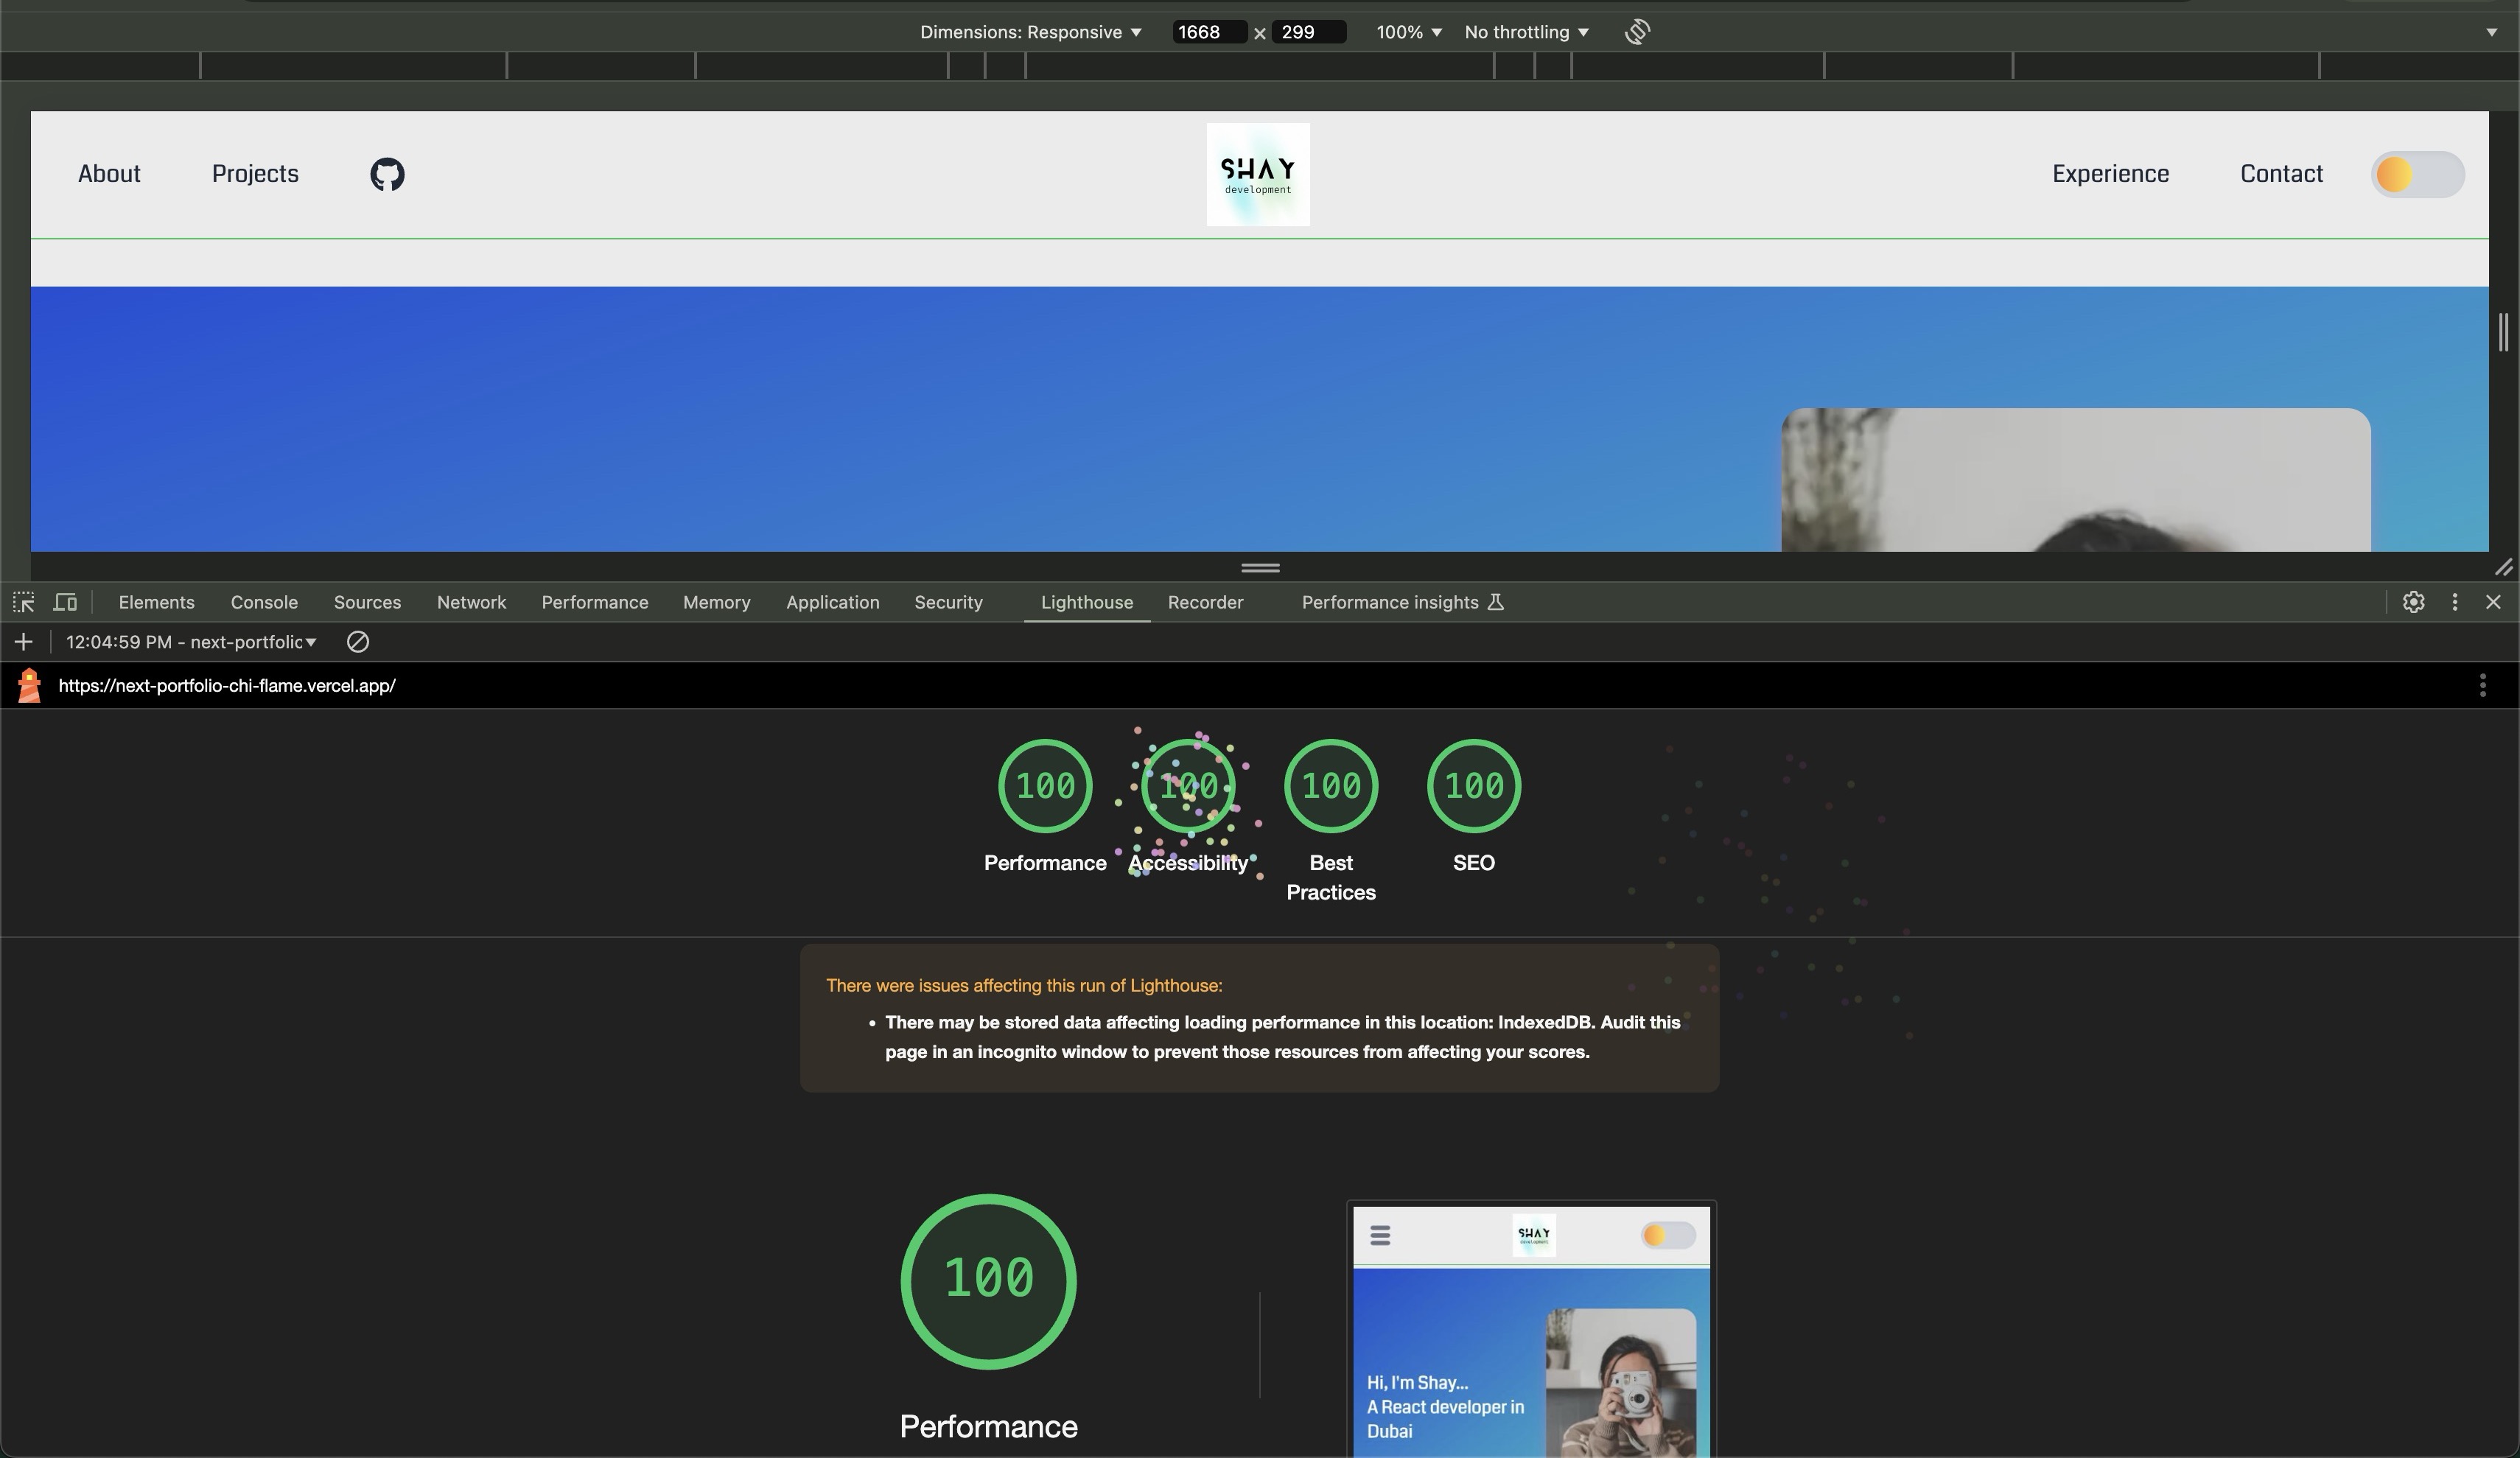 Dimensions: Responsive 1668 × 299 100% No throttling
About Projects SHAY Experience Contact
development
Elements Console Sources Network Performance Memory Application Security Lighthouse Recorder Performance insights
12:04:59 PM - next-portfolio
https://next-portfolio-chi-flame.vercel.app/
100 100 100 100
Performance Accessibility Best SEO
Practices
There were issues affecting this run of Lighthouse:
• There may be stored data affecting loading performance in this location: IndexedDB. Audit this
page in an incognito window to prevent those resources from affecting your scores.
SHAY
development
100
Hi, I'm Shay...
A React developer in
Dubai
Performance